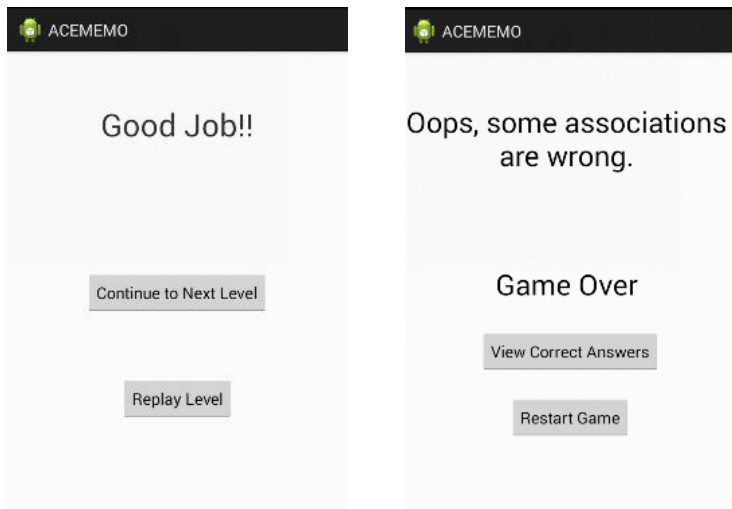 ACEMEMO
Good Job!!
Continue to Next Level
Replay Level
ACEMEMO
Oops, some associations
are wrong.
Game Over
View Correct Answers
Restart Game